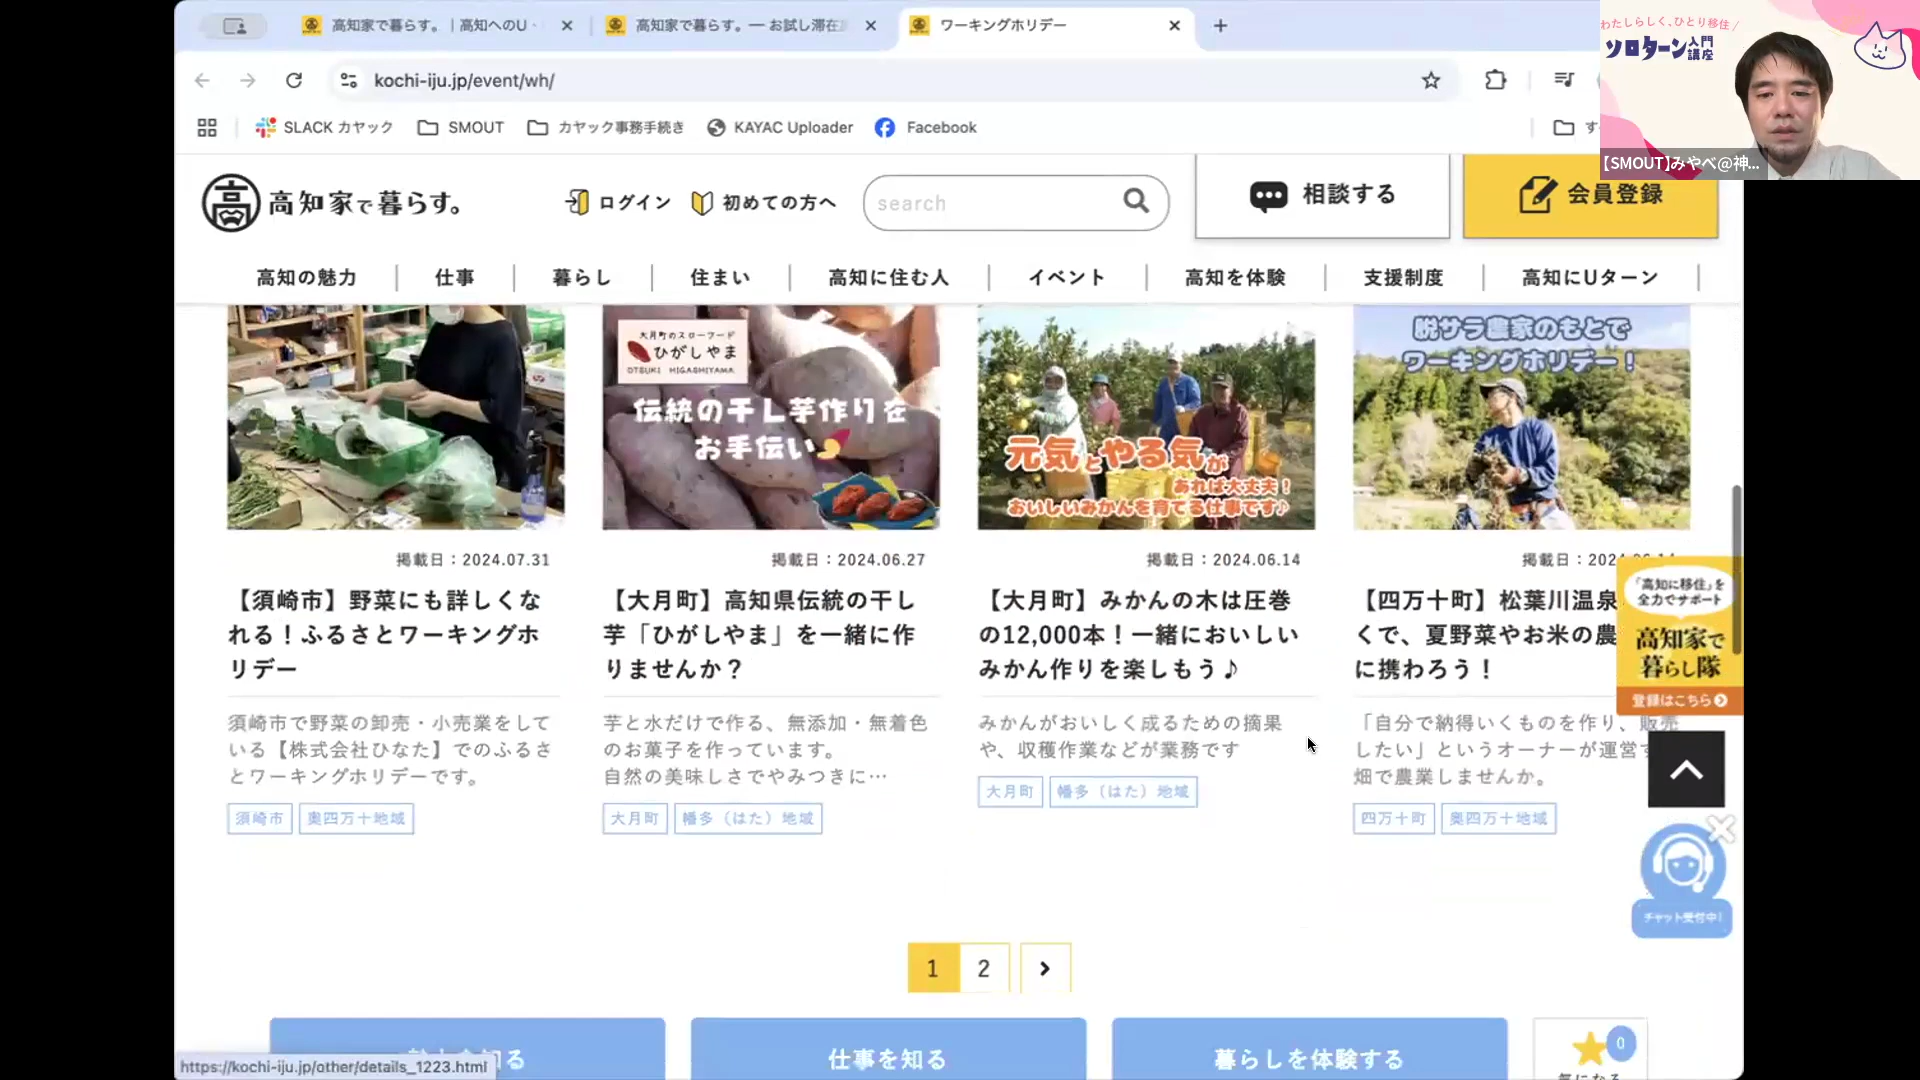 高知家で暮らす。｜高知へのU・
高知家で暮らす。― お試し滞在
ワーキングホリデー
kochi-iju.jp/event/wh/
SLACK カヤック
SMOUT
カヤック事務手続き
KAYAC Uploader
Facebook
わたしらしく、ひとり移住
ソロターン入門講座
【SMOUT】みやべ@神...
高知家で暮らす。
ログイン
初めての方へ
search
相談する
会員登録
高知の魅力
仕事
暮らし
住まい
高知に住む人
イベント
高知を体験
支援制度
高知にUターン
大月町のスローフード
ひがしやま
OTSUKI HIGASHIYAMA
伝統の干し芋作りを
お手伝い
元気とやる気が
あれば大丈夫！
おいしいみかんを育てる仕事です♪
脱サラ農家のもとで
ワーキングホリデー！
掲載日：2024.07.31
【須崎市】野菜にも詳しくな
れる！ふるさとワーキングホ
リデー
須崎市で野菜の卸売・小売業をして
いる【株式会社ひなた】でのふるさ
とワーキングホリデーです。
須崎市
奥四万十地域
掲載日：2024.06.27
【大月町】高知県伝統の干し
芋「ひがしやま」を一緒に作
りませんか？
芋と水だけで作る、無添加・無着色
のお菓子を作っています。
自然の美味しさでやみつきに…
大月町
幡多（はた）地域
掲載日：2024.06.14
【大月町】みかんの木は圧巻
の12,000本！一緒においしい
みかん作りを楽しもう♪
みかんがおいしく成るための摘果
や、収穫作業などが業務です
大月町
幡多（はた）地域
掲載日：2024.06.14
【四万十町】松葉川温泉
くで、夏野菜やお米の農
に携わろう！
「自分で納得いくものを作り、販売
したい」というオーナーが運営す
畑で農業しませんか。
四万十町
奥四万十地域
「高知に移住」を
全力でサポート
高知家で
暮らし隊
登録はこちら
チャット受付中!
1
2
仕事を知る
暮らしを体験する
0
気になる
https://kochi-iju.jp/other/details_1223.html